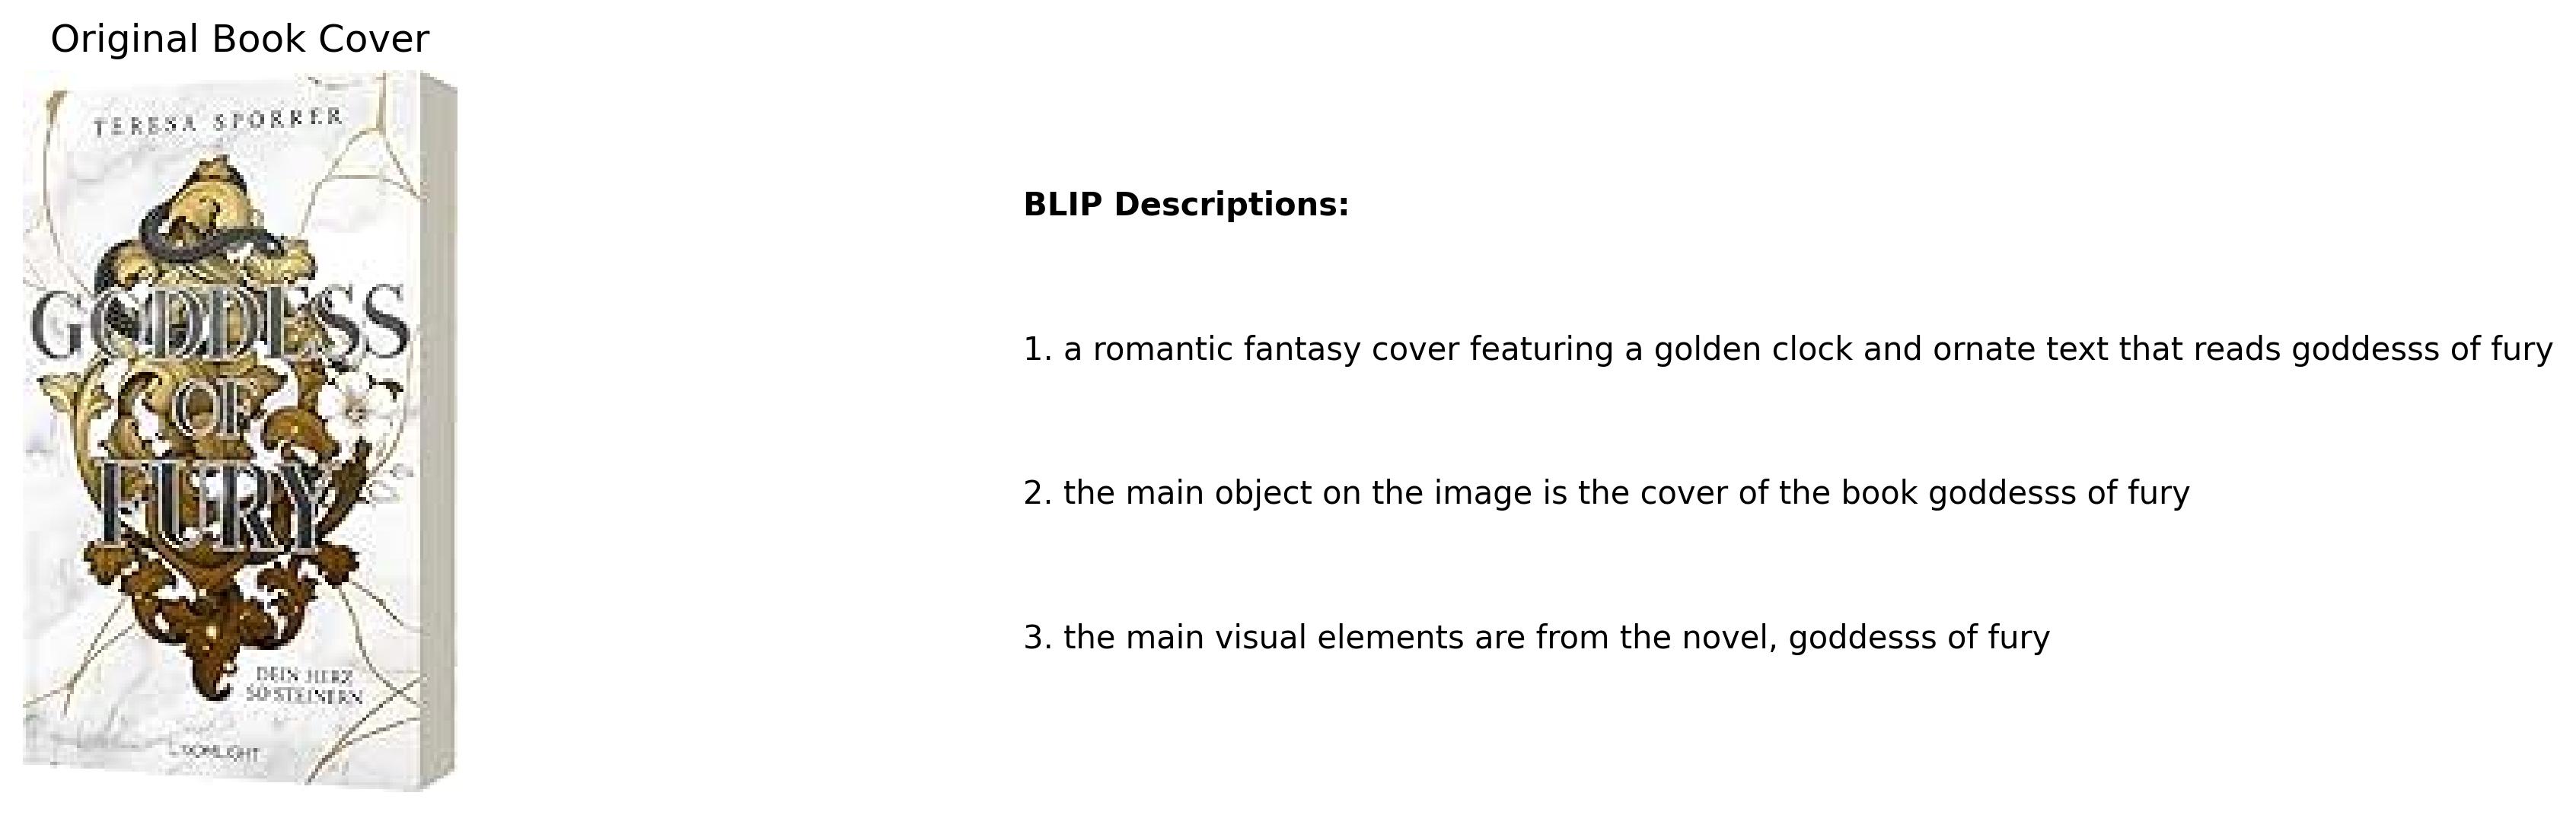 Original Book Cover
TERESA SPORRER
GODDESS
OF
FURY
DEIN HERZ
SO STEINERN
LOOMLIGHT
BLIP Descriptions:
1. a romantic fantasy cover featuring a golden clock and ornate text that reads goddesss of fury
2. the main object on the image is the cover of the book goddesss of fury
3. the main visual elements are from the novel, goddesss of fury